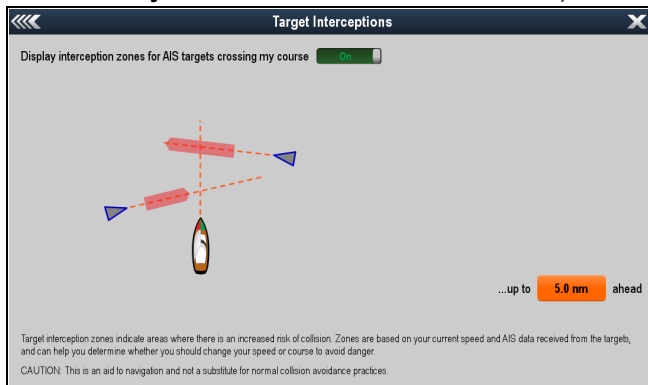 Target Interceptions
Display interception zones for AIS targets crossing my course On
...up to 5.0 nm ahead
Target interception zones indicate areas where there is an increased risk of collision. Zones are based on your current speed and AIS data received from the targets,
and can help you determine whether you should change your speed or course to avoid danger.
CAUTION: This is an aid to navigation and not a substitute for normal collision avoidance practices.